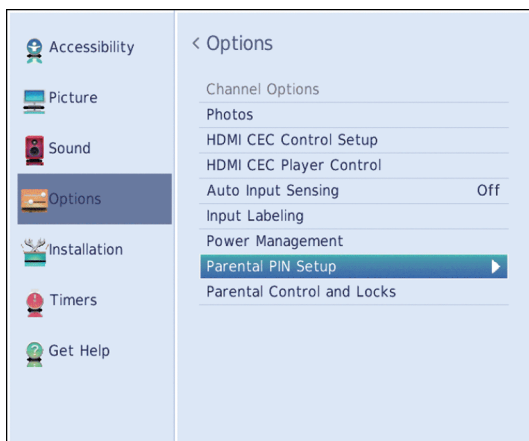 Accessibility
Picture
Sound
Options
Installation
Timers
Get Help
< Options
Channel Options
Photos
HDMI CEC Control Setup
HDMI CEC Player Control
Auto Input Sensing Off
Input Labeling
Power Management
Parental PIN Setup
Parental Control and Locks